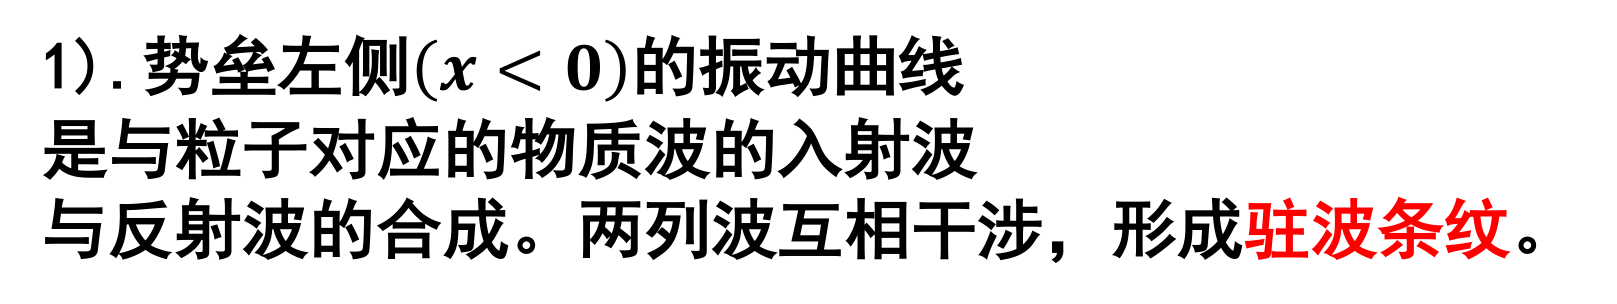 1).势垒左侧(x < 0)的振动曲线
是与粒子对应的物质波的入射波
与反射波的合成。两列波互相干涉，形成驻波条纹。